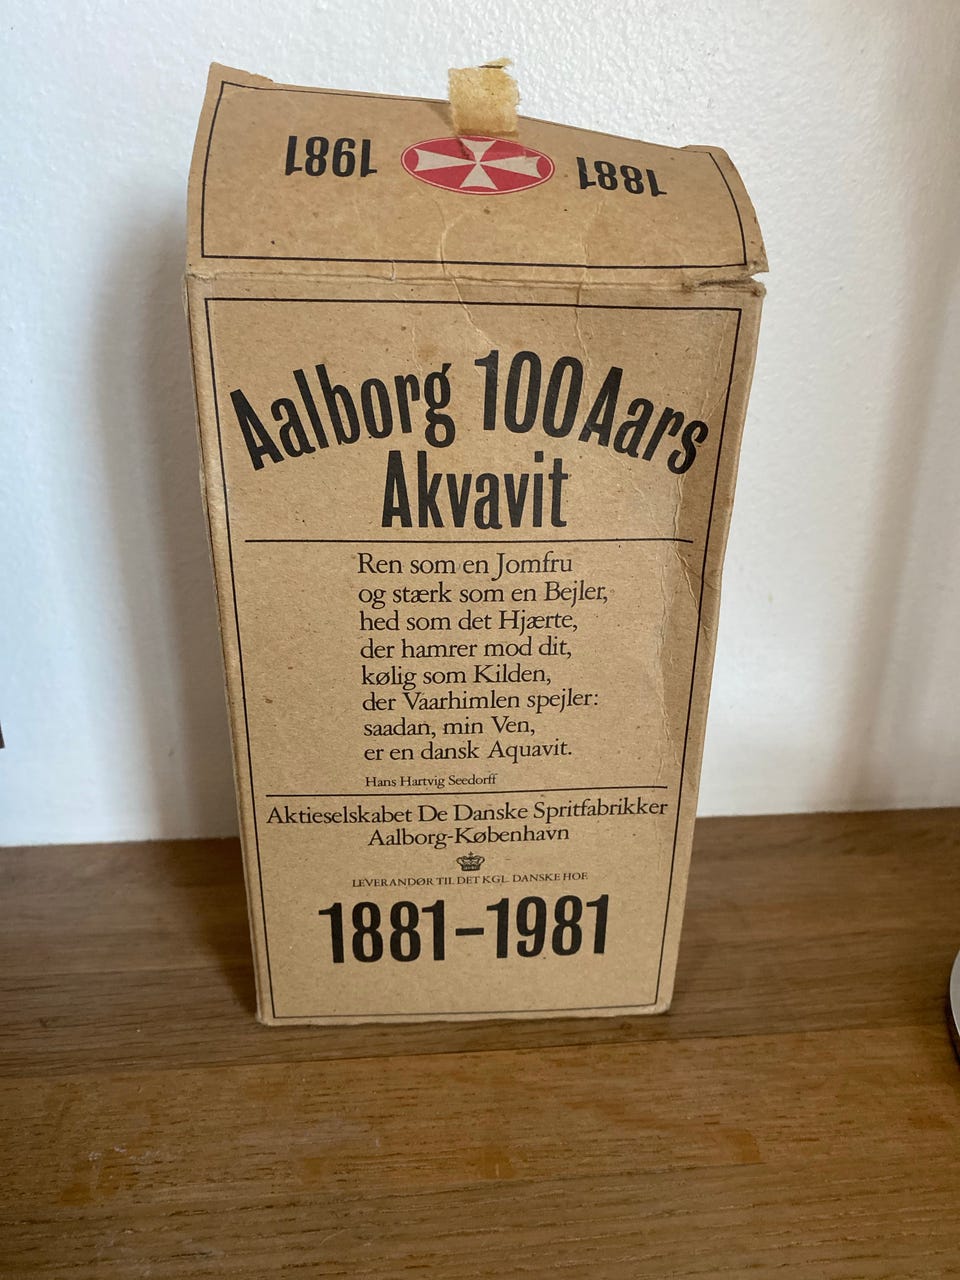 1881 1981
Aalborg 100 Aars
Akvavit
Ren som en Jomfru
og stærk som en Bejler,
hed som det Hjærte,
der hamrer mod dit,
kølig som Kilden,
der Vaarhimlen spejler:
saadan, min Ven,
er en dansk Aquavit.
Hans Hartvig Seedorff
Aktieselskabet De Danske Spritfabrikker
Aalborg-København
LEVERANDØR TIL DET KGL. DANSKE HOF
1881-1981